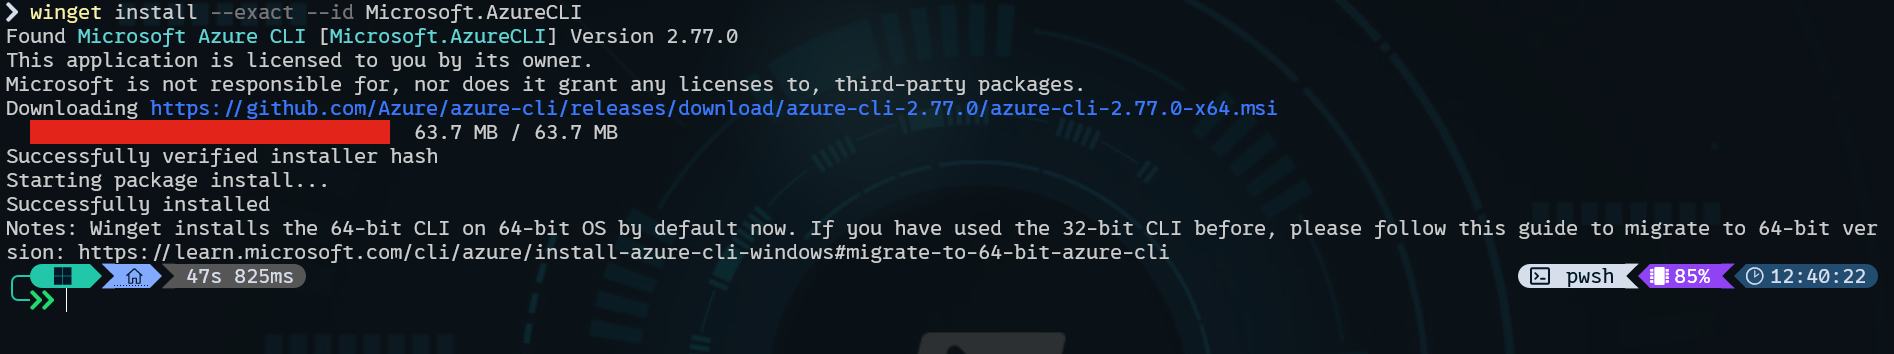 ❯ winget install --exact --id Microsoft.AzureCLI
Found Microsoft Azure CLI [Microsoft.AzureCLI] Version 2.77.0
This application is licensed to you by its owner.
Microsoft is not responsible for, nor does it grant any licenses to, third-party packages.
Downloading https://github.com/Azure/azure-cli/releases/download/azure-cli-2.77.0/azure-cli-2.77.0-x64.msi
63.7 MB / 63.7 MB
Successfully verified installer hash
Starting package install...
Successfully installed
Notes: Winget installs the 64-bit CLI on 64-bit OS by default now. If you have used the 32-bit CLI before, please follow this guide to migrate to 64-bit ver
sion: https://learn.microsoft.com/cli/azure/install-azure-cli-windows#migrate-to-64-bit-azure-cli
47s 825ms pwsh 85% 12:40:22